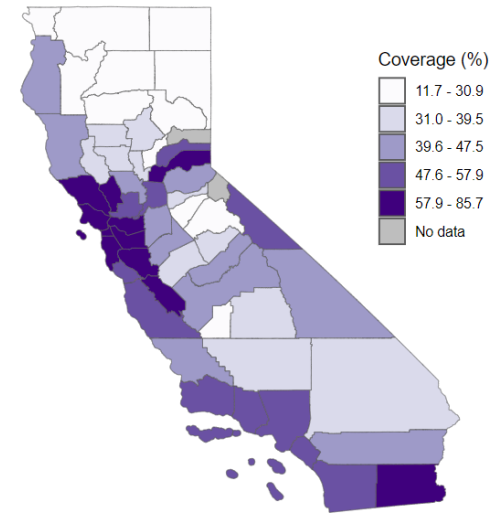 Coverage (%)
11.7 - 30.9
31.0 - 39.5
39.6 - 47.5
47.6 - 57.9
57.9 - 85.7
No data